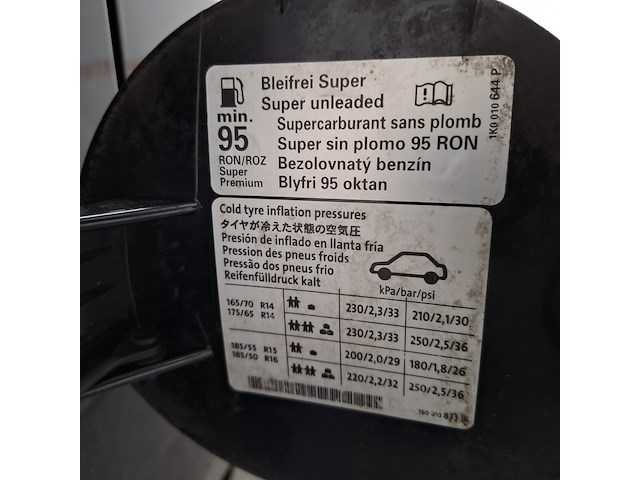 Bleifrei Super
Super unleaded
Supercarburant sans plomb
Super sin plomo 95 RON
Bezolovnatý benzín
Blyfri 95 oktan
min.
95
RON/ROZ
Super
Premium
1K0 010 644 P
Cold tyre inflation pressures
タイヤが冷えた状態の空気圧
Presión de inflado en llanta fría
Pression des pneus froids
Pressão dos pneus frio
Reifenfülldruck kalt
kPa/bar/psi
165/70 R14
175/65 R14
230/2,3/33 210/2,1/30
230/2,3/33 250/2,5/36
185/55 R15
185/50 R16
200/2,0/29 180/1,8/26
220/2,2/32 250/2,5/36